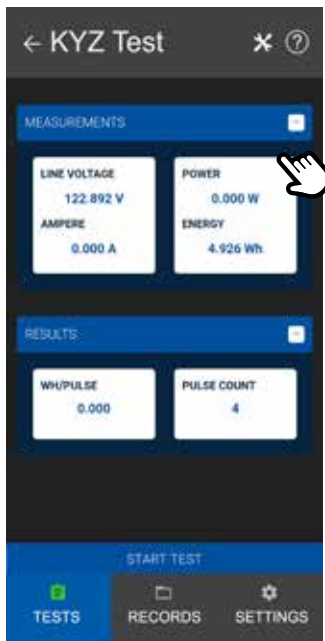 ← KYZ Test
MEASUREMENTS
LINE VOLTAGE
122.892 V
AMPERE
0.000 A
POWER
0.000 W
ENERGY
4.926 Wh
RESULTS
WH/PULSE
0.000
PULSE COUNT
4
START TEST
TESTS RECORDS SETTINGS